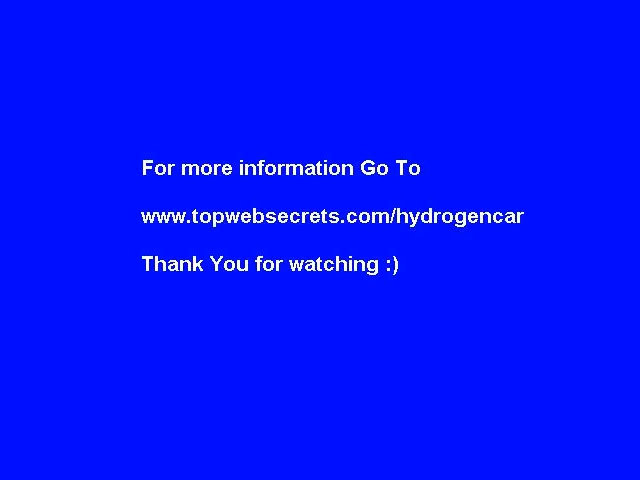 For more information Go To
www.topwebsecrets.com/hydrogencar
Thank You for watching :)